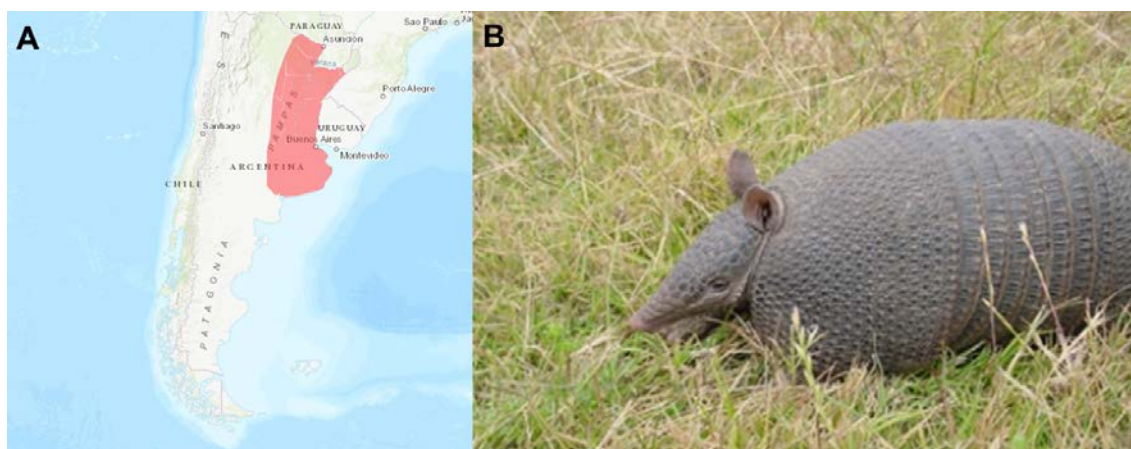 A
B
PARAGUAY
Asunción
Sao Paulo
Porto Alegre
PAMPAS
Santiago
URUGUAY
Buenos Aires
Montevideo
ARGENTINA
CHILE
PATAGONIA